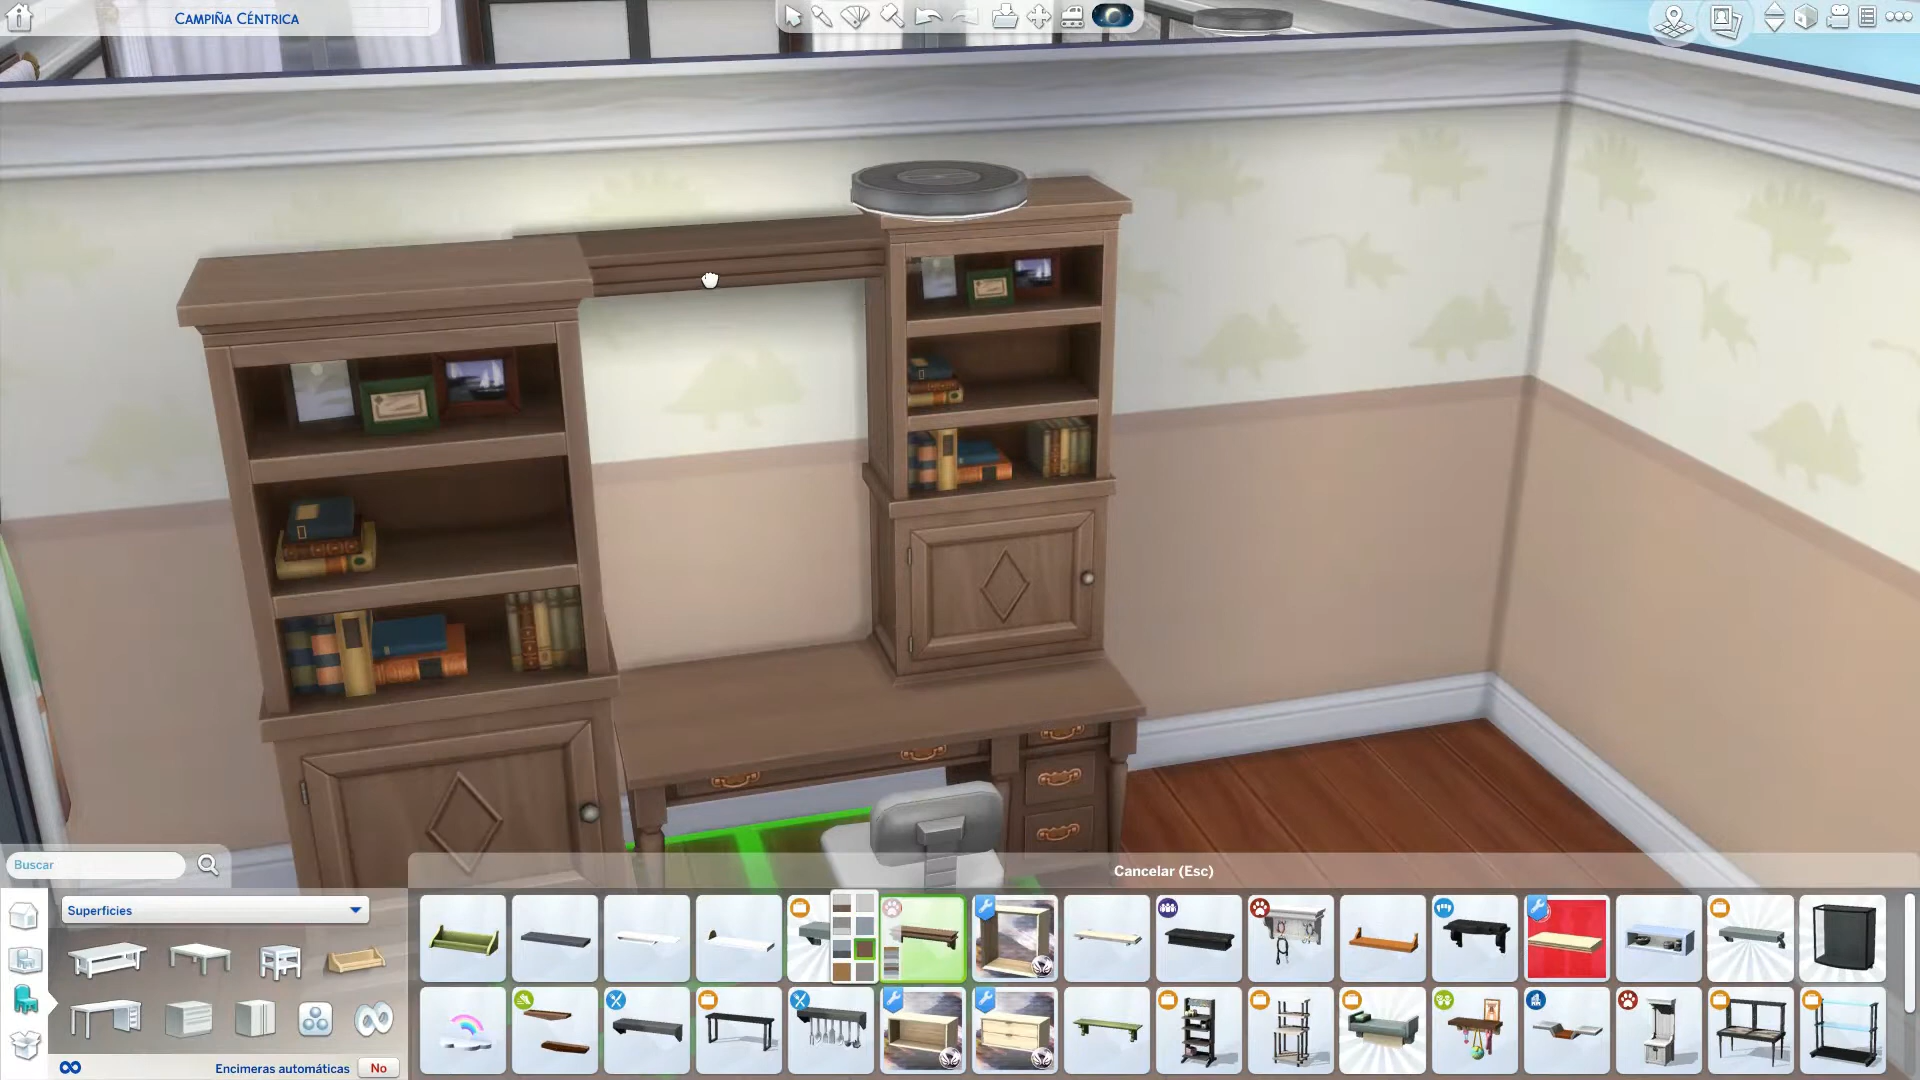 CAMPIÑA CÉNTRICA
Buscar
Cancelar (Esc)
Superficies
Encimeras automáticas No